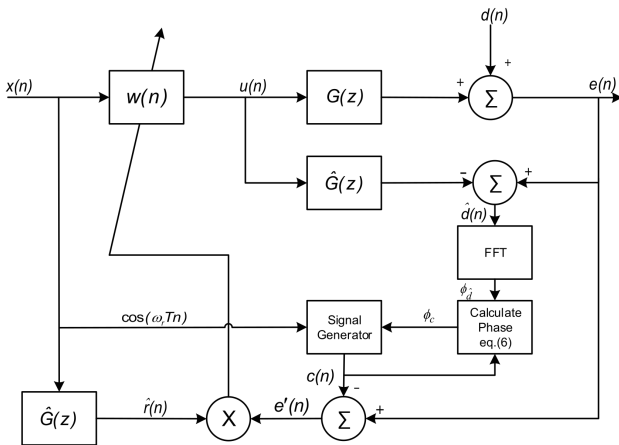 d(n)
+
x(n)
w(n)
u(n)
G(z)
+
Σ
e(n)
Ĝ(z)
-
Σ
+
d̂(n)
FFT
ϕ_d̂
cos(ω_r Tn)
Signal
Generator
ϕ_c
Calculate
Phase
eq.(6)
c(n)
-
Ĝ(z)
r̂(n)
X
e'(n)
Σ
+